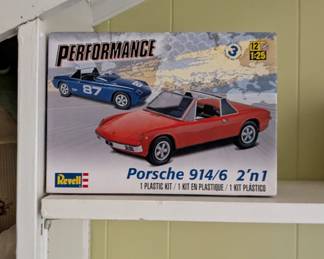 PERFORMANCE
3
12
1:25
87
Porsche 914/6 2'n1
Revell
1 PLASTIC KIT / 1 KIT EN PLASTIQUE / 1 KIT PLÁSTICO